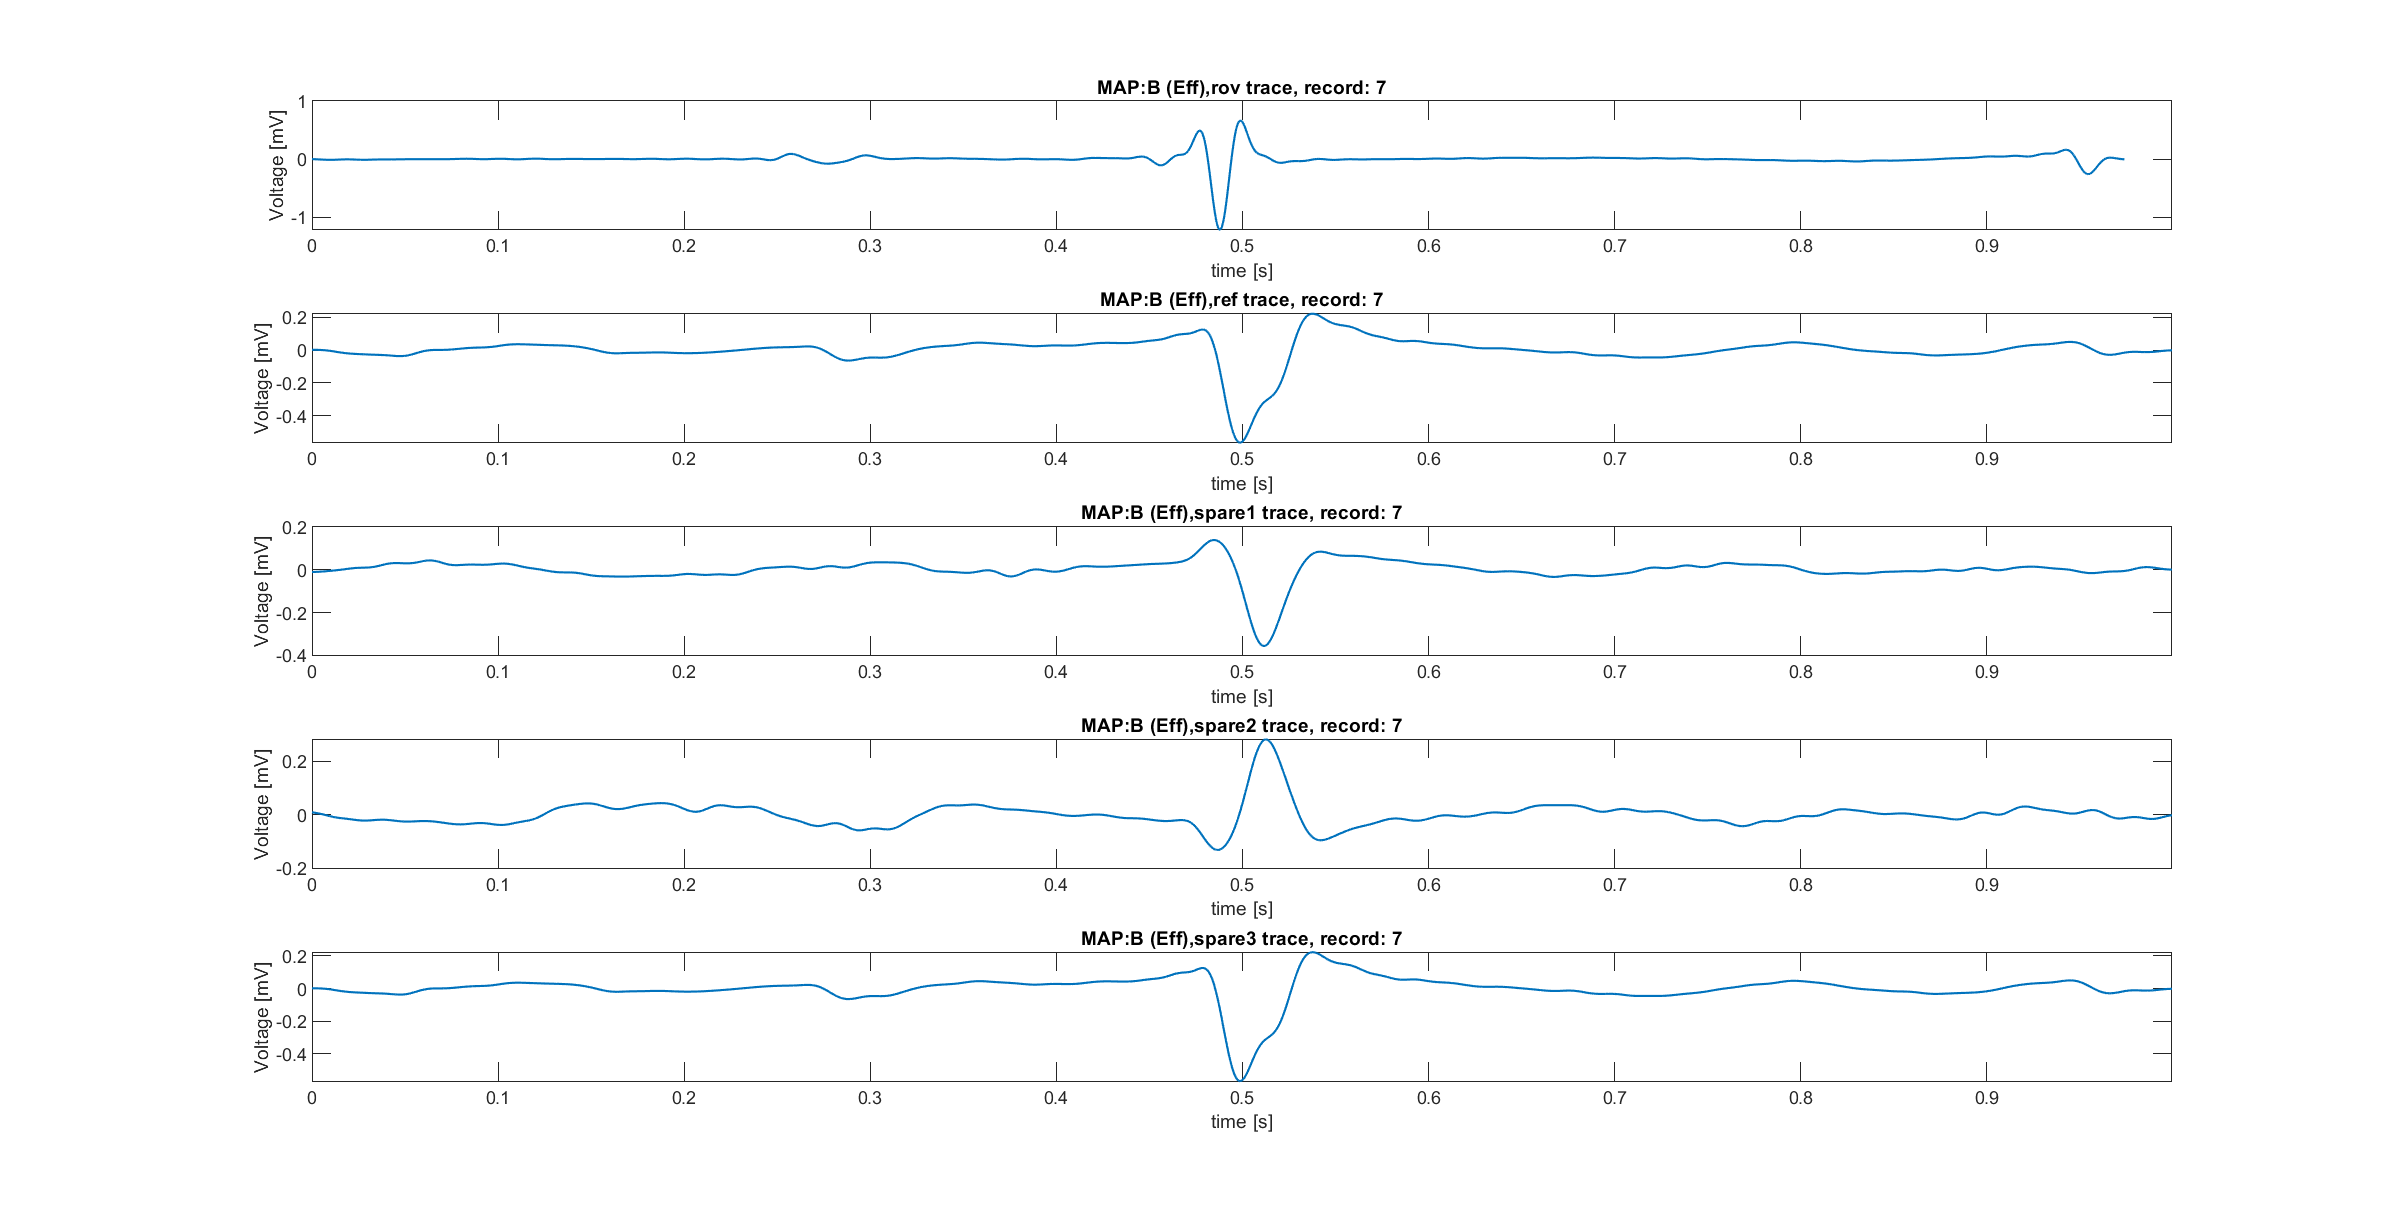 MAP:B (Eff),rov trace, record: 7
Voltage [mV]
1
0
-1
0 0.1 0.2 0.3 0.4 0.5 0.6 0.7 0.8 0.9
time [s]
MAP:B (Eff),ref trace, record: 7
Voltage [mV]
0.2
0
-0.2
-0.4
0 0.1 0.2 0.3 0.4 0.5 0.6 0.7 0.8 0.9
time [s]
MAP:B (Eff),spare1 trace, record: 7
Voltage [mV]
0.2
0
-0.2
-0.4
0 0.1 0.2 0.3 0.4 0.5 0.6 0.7 0.8 0.9
time [s]
MAP:B (Eff),spare2 trace, record: 7
Voltage [mV]
0.2
0
-0.2
0 0.1 0.2 0.3 0.4 0.5 0.6 0.7 0.8 0.9
time [s]
MAP:B (Eff),spare3 trace, record: 7
Voltage [mV]
0.2
0
-0.2
-0.4
0 0.1 0.2 0.3 0.4 0.5 0.6 0.7 0.8 0.9
time [s]